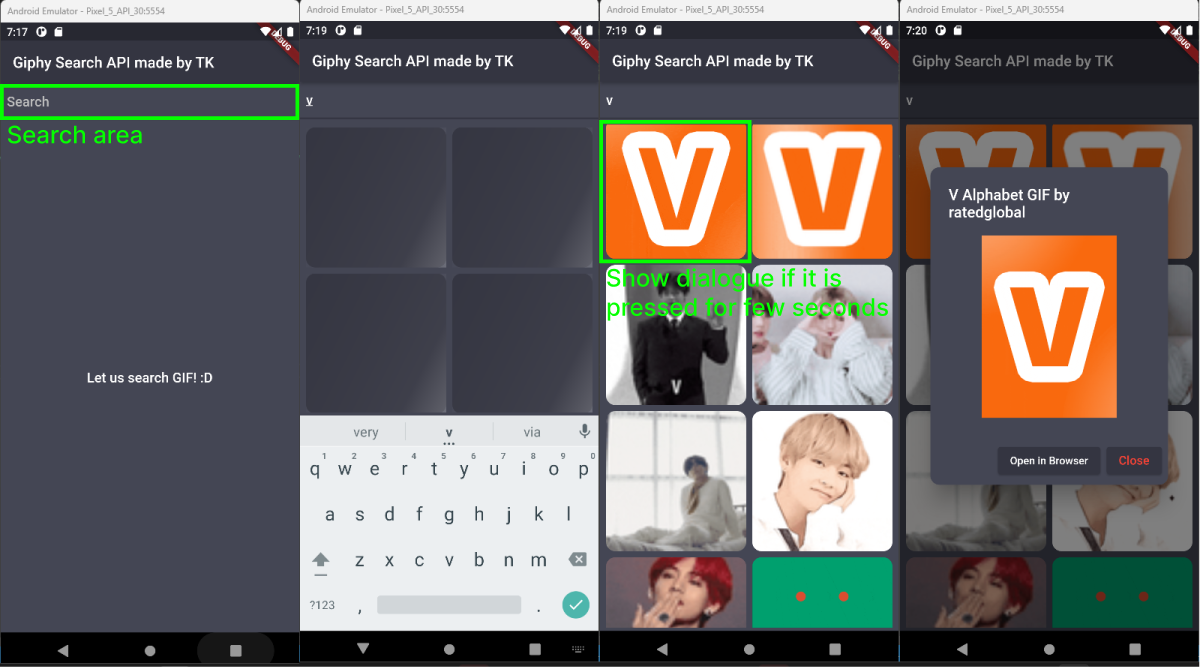 Android Emulator - Pixel_5_API_30:5554
7:17
DEBUG
Giphy Search API made by TK
Search
Search area
Let us search GIF! :D
Android Emulator - Pixel_5_API_30:5554
7:19
DEBUG
Giphy Search API made by TK
v
very v via
1 2 3 4 5 6 7 8 9 0
q w e r t y u i o p
a s d f g h j k l
z x c v b n m
?123 , .
Android Emulator - Pixel_5_API_30:5554
7:19
DEBUG
Giphy Search API made by TK
v
V V
Show dialogue if it is
pressed for few seconds
V
Android Emulator - Pixel_5_API_30:5554
7:20
DEBUG
Giphy Search API made by TK
v
V Alphabet GIF by
ratedglobal
V
Open in Browser Close